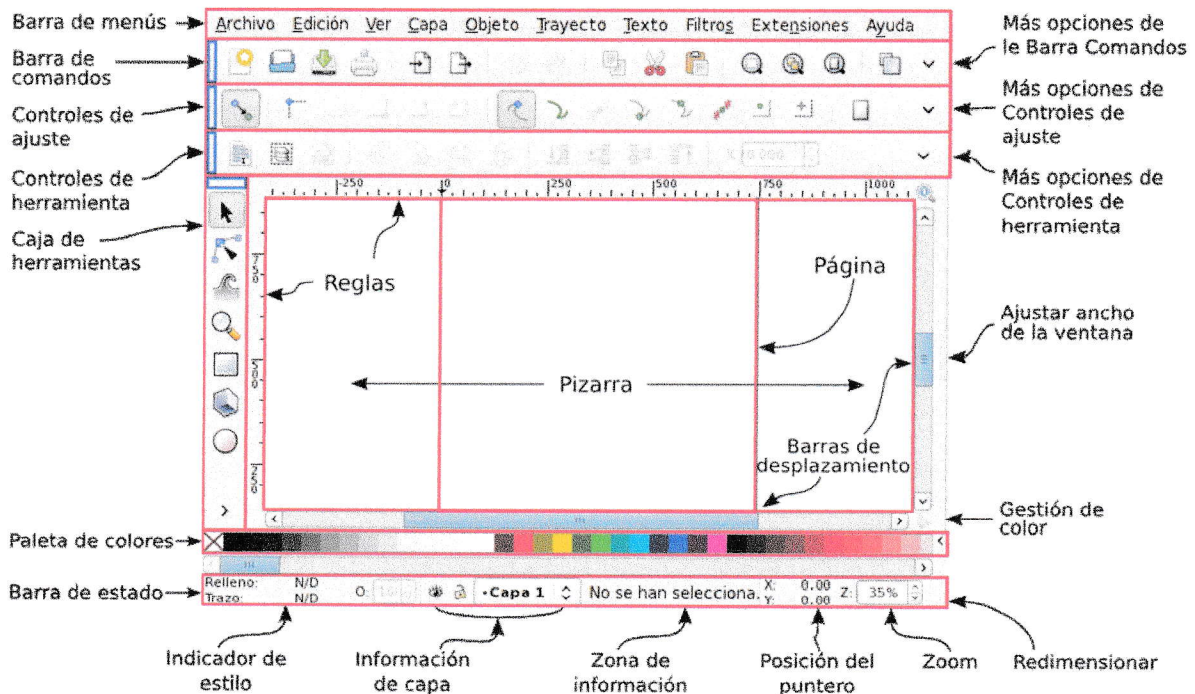 Barra de menús
Archivo Edición Ver Capa Objeto Trayecto Texto Filtros Extensiones Ayuda
Más opciones de
le Barra Comandos
Barra de
comandos
Controles de
ajuste
Más opciones de
Controles de
ajuste
Controles de
herramienta
Más opciones de
Controles de
herramienta
-250 0 250 500 750 1000
Caja de
herramientas
750
Reglas
Página
Ajustar ancho
de la ventana
500
Pizarra
Barras de
desplazamiento
250
Gestión de
color
Paleta de colores
Barra de estado
Relleno: N/D
Trazo: N/D
O:
•Capa 1
No se han selecciona.
X: 0.00
Y: 0.00
Z: 35%
Indicador de
estilo
Información
de capa
Zona de
información
Posición del
puntero
Zoom
Redimensionar